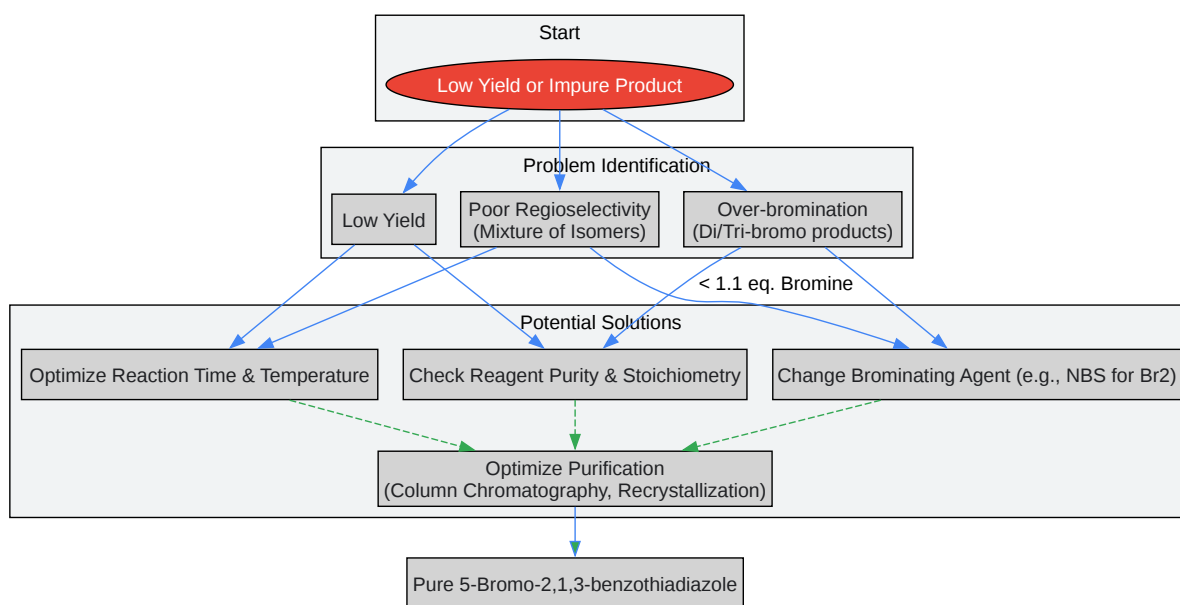 Start
Low Yield or Impure Product
Problem Identification
Low Yield
Poor Regioselectivity
(Mixture of Isomers)
Over-bromination
(Di/Tri-bromo products)
< 1.1 eq. Bromine
Potential Solutions
Optimize Reaction Time & Temperature
Check Reagent Purity & Stoichiometry
Change Brominating Agent (e.g., NBS for Br2)
Optimize Purification
(Column Chromatography, Recrystallization)
Pure 5-Bromo-2,1,3-benzothiadiazole